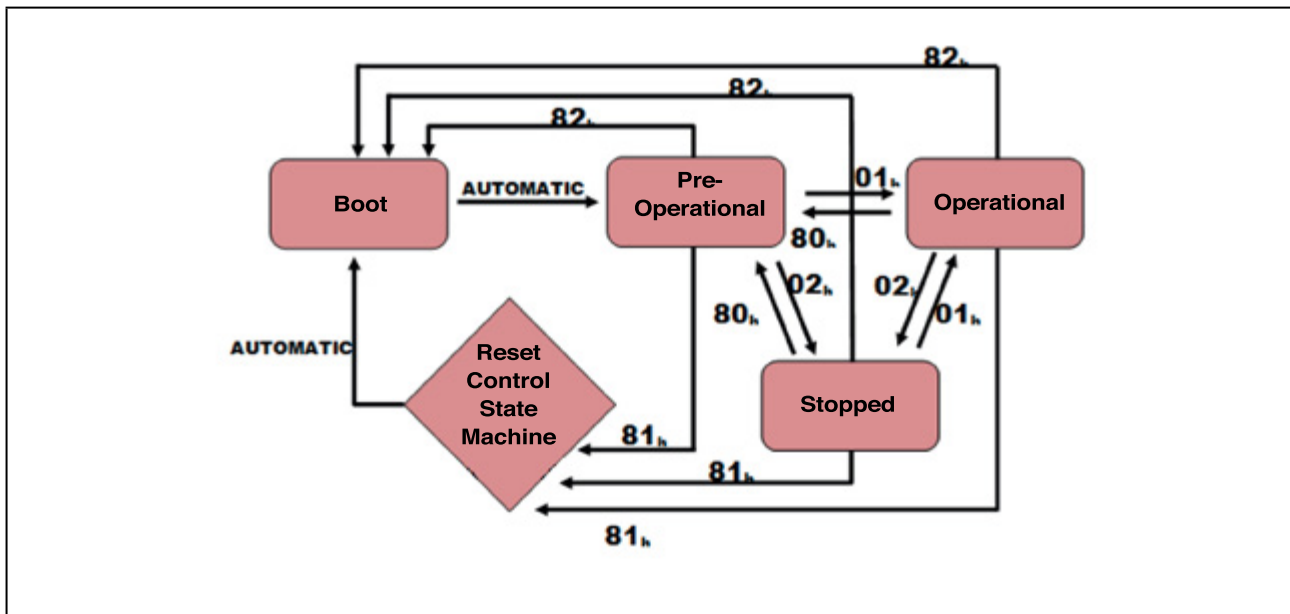 82h
82h
82h
Boot
AUTOMATIC
Pre-
Operational
01h
80h
Operational
80h
02h
02h
01h
AUTOMATIC
Reset
Control
State
Machine
Stopped
81h
81h
81h